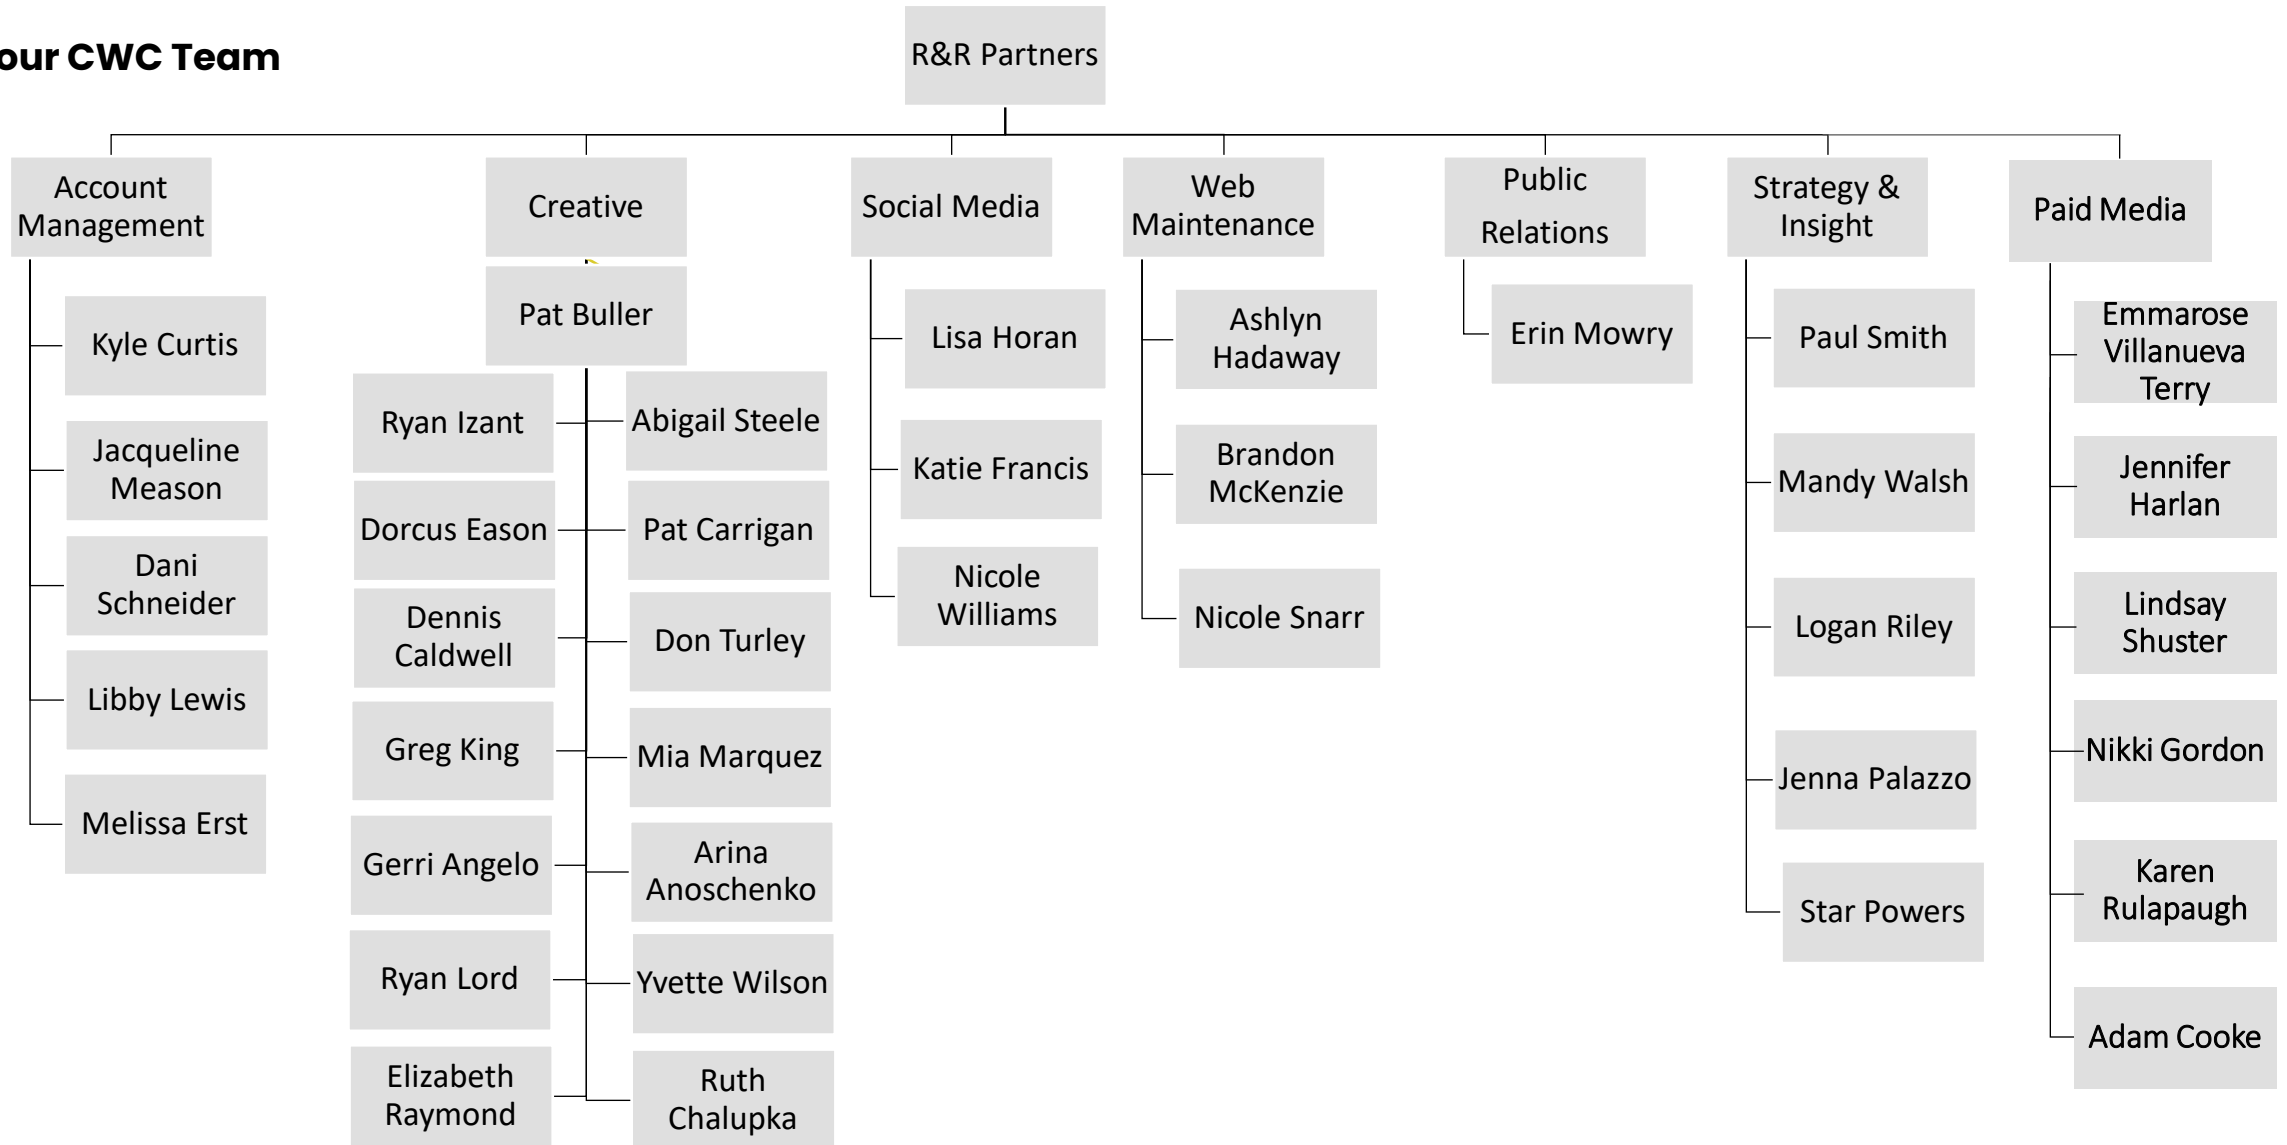 our CWC Team
R&R Partners
Account
Management
Kyle Curtis
Jacqueline
Meason
Dani
Schneider
Libby Lewis
Melissa Erst
Creative
Pat Buller
Ryan Izant
Abigail Steele
Dorcus Eason
Pat Carrigan
Dennis
Caldwell
Don Turley
Greg King
Mia Marquez
Gerri Angelo
Arina
Anoschenko
Ryan Lord
Yvette Wilson
Elizabeth
Raymond
Ruth
Chalupka
Social Media
Lisa Horan
Katie Francis
Nicole
Williams
Web
Maintenance
Ashlyn
Hadaway
Brandon
McKenzie
Nicole Snarr
Public
Relations
Erin Mowry
Strategy &
Insight
Paul Smith
Mandy Walsh
Logan Riley
Jenna Palazzo
Star Powers
Paid Media
Emmarose
Villanueva
Terry
Jennifer
Harlan
Lindsay
Shuster
Nikki Gordon
Karen
Rulapaugh
Adam Cooke